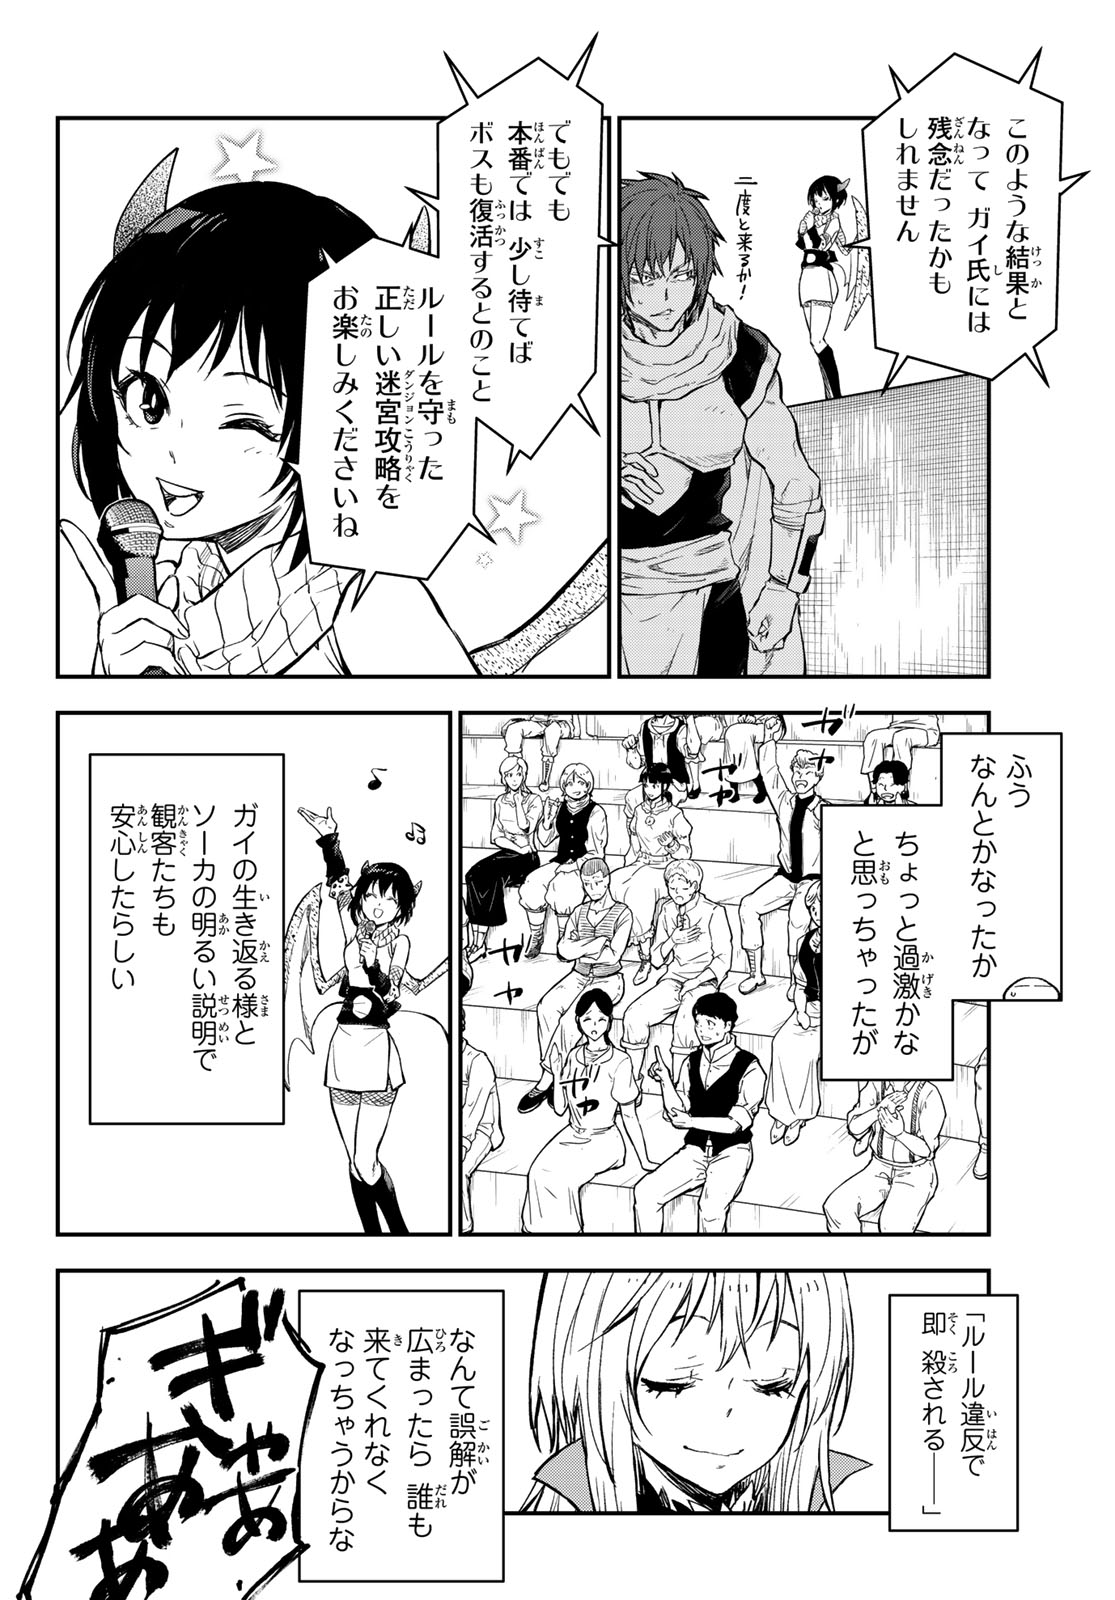 このような結果と
なって ガイ氏には
残念だったかも
しれません
二度と来るか!
でもでも
本番では 少し待てば
ボスも復活するとのこと
ルールを守った
正しい迷宮攻略を
お楽しみくださいね
ふう
なんとかなったか
ちょっと過激かな
と思っちゃったが
ガヤ
ガヤ
ガヤ
ガイの生き返る様と
ソーカの明るい説明で
観客たちも
安心したらしい
「ルール違反で
即 殺される――」
なんて誤解が
広まったら 誰も
来てくれなく
なっちゃうからな
ぎゃあ
ああ
あ